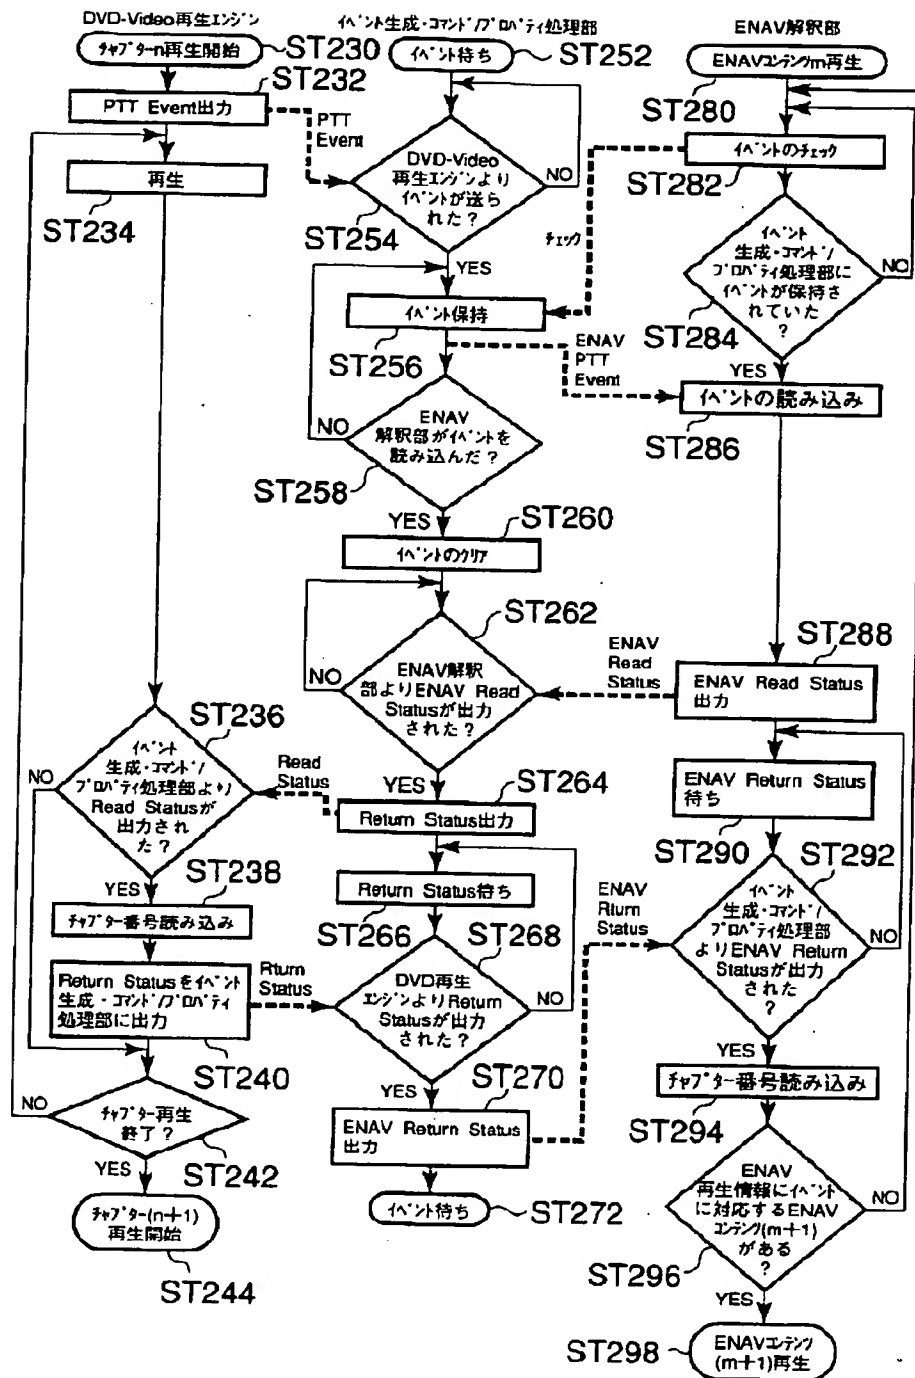 DVD-Video再生エンジン
チャプターn再生開始
ST230
ST232
PTT Event出力
PTT
Event
再生
ST234
ST236
イベント
生成・コマンド/
プロパティ処理部より
Read Statusが
出力され
た？
NO
YES
ST238
チャプター番号読み込み
Return Statusをイベント
生成・コマンド/プロパティ
処理部に出力
Rturn
Status
ST240
チャプター再生
終了？
NO
ST242
YES
チャプター(n+1)
再生開始
ST244
イベント生成・コマンド/プロパティ処理部
イベント待ち
ST252
DVD-Video
再生エンジンより
イベントが送ら
れた？
NO
ST254
チェック
YES
イベント保持
ST256
ENAV
PTT
Event
ENAV
解釈部がイベントを
読み込んだ？
NO
ST258
YES
ST260
イベントのクリア
ST262
ENAV解釈
部よりENAV Read
Statusが出力
された？
NO
ENAV
Read
Status
YES
ST264
Read
Status
Return Status出力
Return Status待ち
ST266
ST268
DVD再生
エンジンよりReturn
Statusが出力
された？
NO
ENAV
Rturn
Status
YES
ST270
ENAV Return Status
出力
イベント待ち
ST272
ENAV解釈部
ENAVコンテンツm再生
ST280
イベントのチェック
ST282
イベント
生成・コマンド/
プロパティ処理部に
イベントが保持さ
れていた
？
NO
ST284
YES
イベントの読み込み
ST286
ST288
ENAV Read Status
出力
ENAV Return Status
待ち
ST290
ST292
イベント
生成・コマンド/
プロパティ処理部
よりENAV Return
Statusが出力
された
？
NO
YES
チャプター番号読み込み
ST294
ENAV
再生情報にイベント
に対応するENAV
コンテンツ(m+1)
がある
？
NO
ST296
YES
ST298
ENAVコンテンツ
(m+1)再生